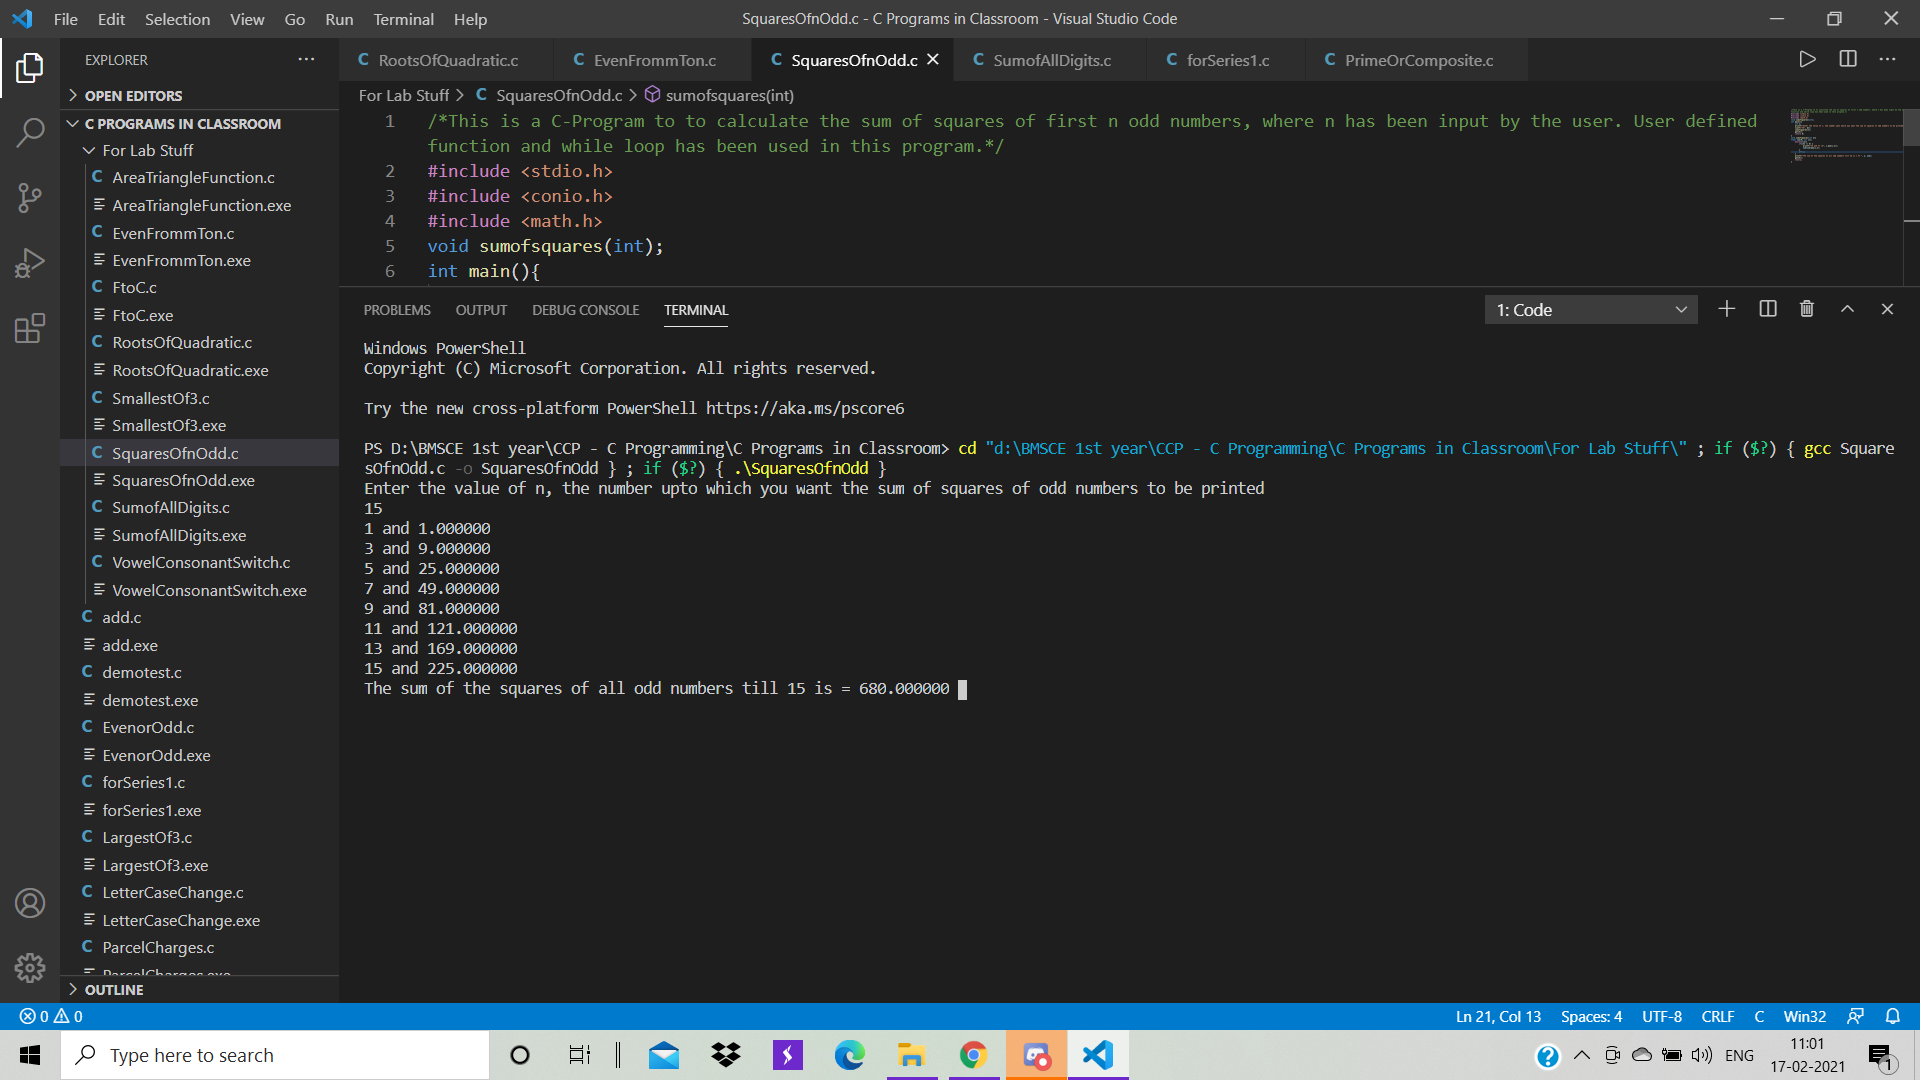 File Edit Selection View Go Run Terminal Help
SquaresOfnOdd.c - C Programs in Classroom - Visual Studio Code
EXPLORER
OPEN EDITORS
C PROGRAMS IN CLASSROOM
For Lab Stuff
C AreaTriangleFunction.c
AreaTriangleFunction.exe
C EvenFrommTon.c
EvenFrommTon.exe
C FtoC.c
FtoC.exe
C RootsOfQuadratic.c
RootsOfQuadratic.exe
C SmallestOf3.c
SmallestOf3.exe
C SquaresOfnOdd.c
SquaresOfnOdd.exe
C SumofAllDigits.c
SumofAllDigits.exe
C VowelConsonantSwitch.c
VowelConsonantSwitch.exe
C add.c
add.exe
C demotest.c
demotest.exe
C EvenorOdd.c
EvenorOdd.exe
C forSeries1.c
forSeries1.exe
C LargestOf3.c
LargestOf3.exe
C LetterCaseChange.c
LetterCaseChange.exe
C ParcelCharges.c
ParcelCharges.exe
OUTLINE
C RootsOfQuadratic.c C EvenFrommTon.c C SquaresOfnOdd.c C SumofAllDigits.c C forSeries1.c C PrimeOrComposite.c
For Lab Stuff > C SquaresOfnOdd.c > sumofsquares(int)
1 /*This is a C-Program to to calculate the sum of squares of first n odd numbers, where n has been input by the user. User defined
function and while loop has been used in this program.*/
2 #include <stdio.h>
3 #include <conio.h>
4 #include <math.h>
5 void sumofsquares(int);
6 int main(){
PROBLEMS OUTPUT DEBUG CONSOLE TERMINAL
1: Code
Windows PowerShell
Copyright (C) Microsoft Corporation. All rights reserved.
Try the new cross-platform PowerShell https://aka.ms/pscore6
PS D:\BMSCE 1st year\CCP - C Programming\C Programs in Classroom> cd "d:\BMSCE 1st year\CCP - C Programming\C Programs in Classroom\For Lab Stuff\" ; if ($?) { gcc Square
sOfnOdd.c -o SquaresOfnOdd } ; if ($?) { .\SquaresOfnOdd }
Enter the value of n, the number upto which you want the sum of squares of odd numbers to be printed
15
1 and 1.000000
3 and 9.000000
5 and 25.000000
7 and 49.000000
9 and 81.000000
11 and 121.000000
13 and 169.000000
15 and 225.000000
The sum of the squares of all odd numbers till 15 is = 680.000000
0 0
Ln 21, Col 13 Spaces: 4 UTF-8 CRLF C Win32
Type here to search
ENG
11:01
17-02-2021
1